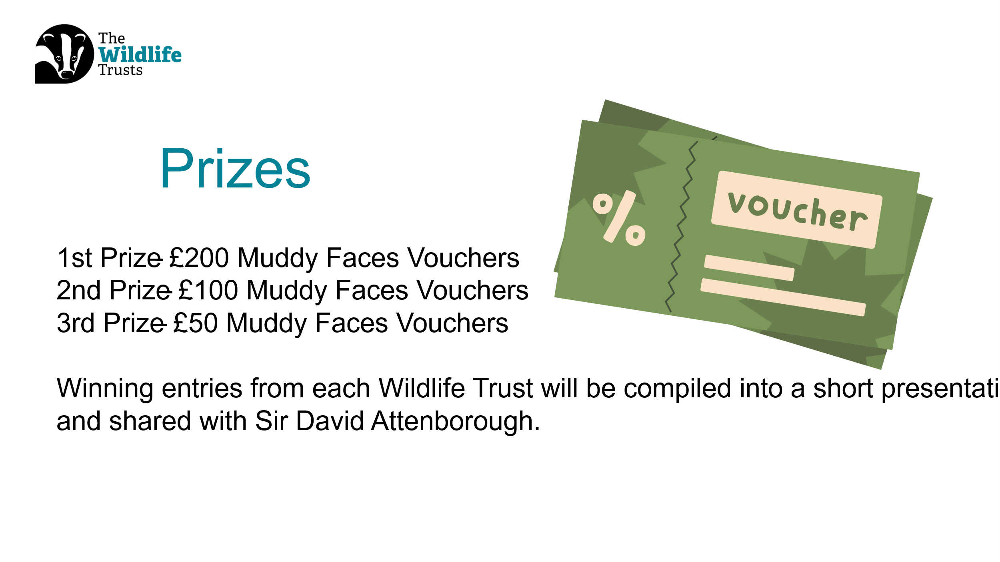 The
Wildlife
Trusts
Prizes
% voucher
1st Prize- £200 Muddy Faces Vouchers
2nd Prize- £100 Muddy Faces Vouchers
3rd Prize- £50 Muddy Faces Vouchers
Winning entries from each Wildlife Trust will be compiled into a short presentati
and shared with Sir David Attenborough.